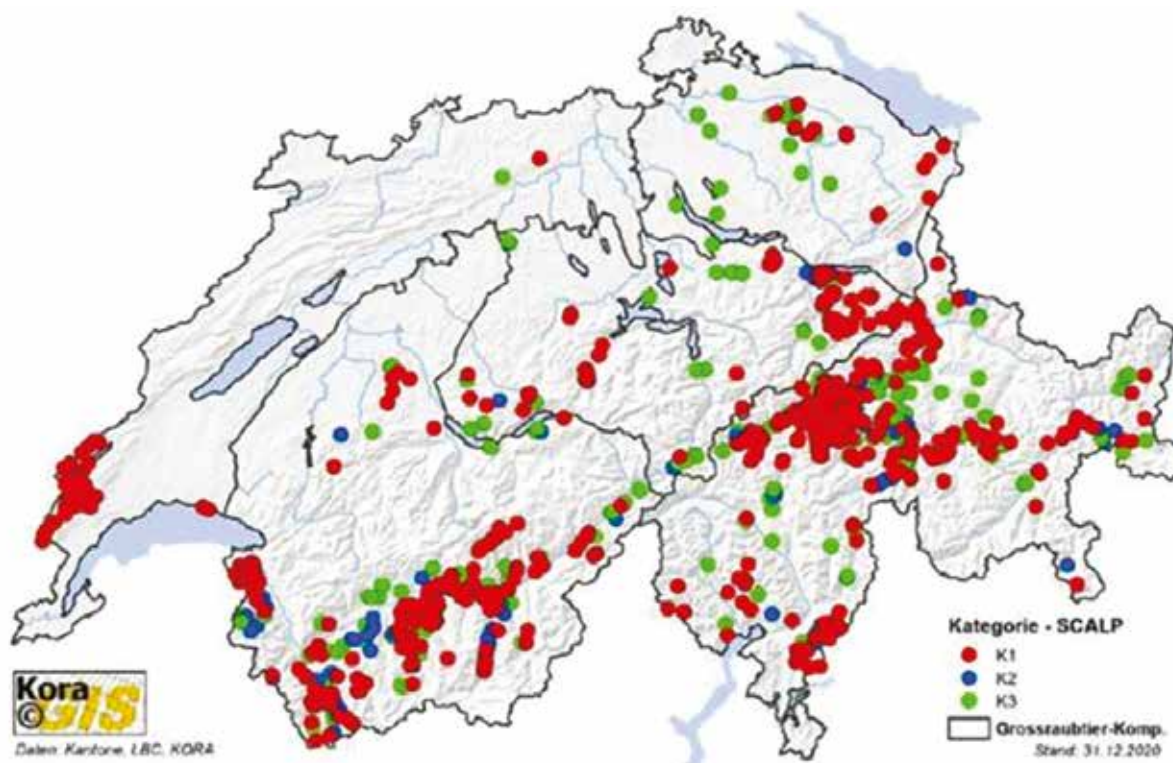 Kategorie - SCALP
K1
K2
K3
Grossraubtier-Komp.
Stand: 31.12.2020
Kora
© GIS
Daten: Kantone, LBC, KORA